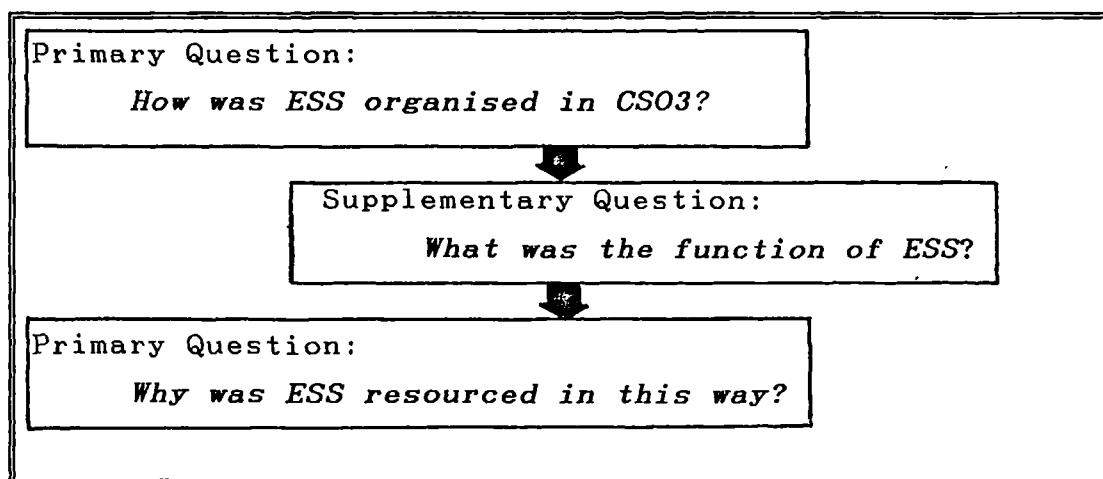 Primary Question:
How was ESS organised in CSO3?
Supplementary Question:
What was the function of ESS?
Primary Question:
Why was ESS resourced in this way?